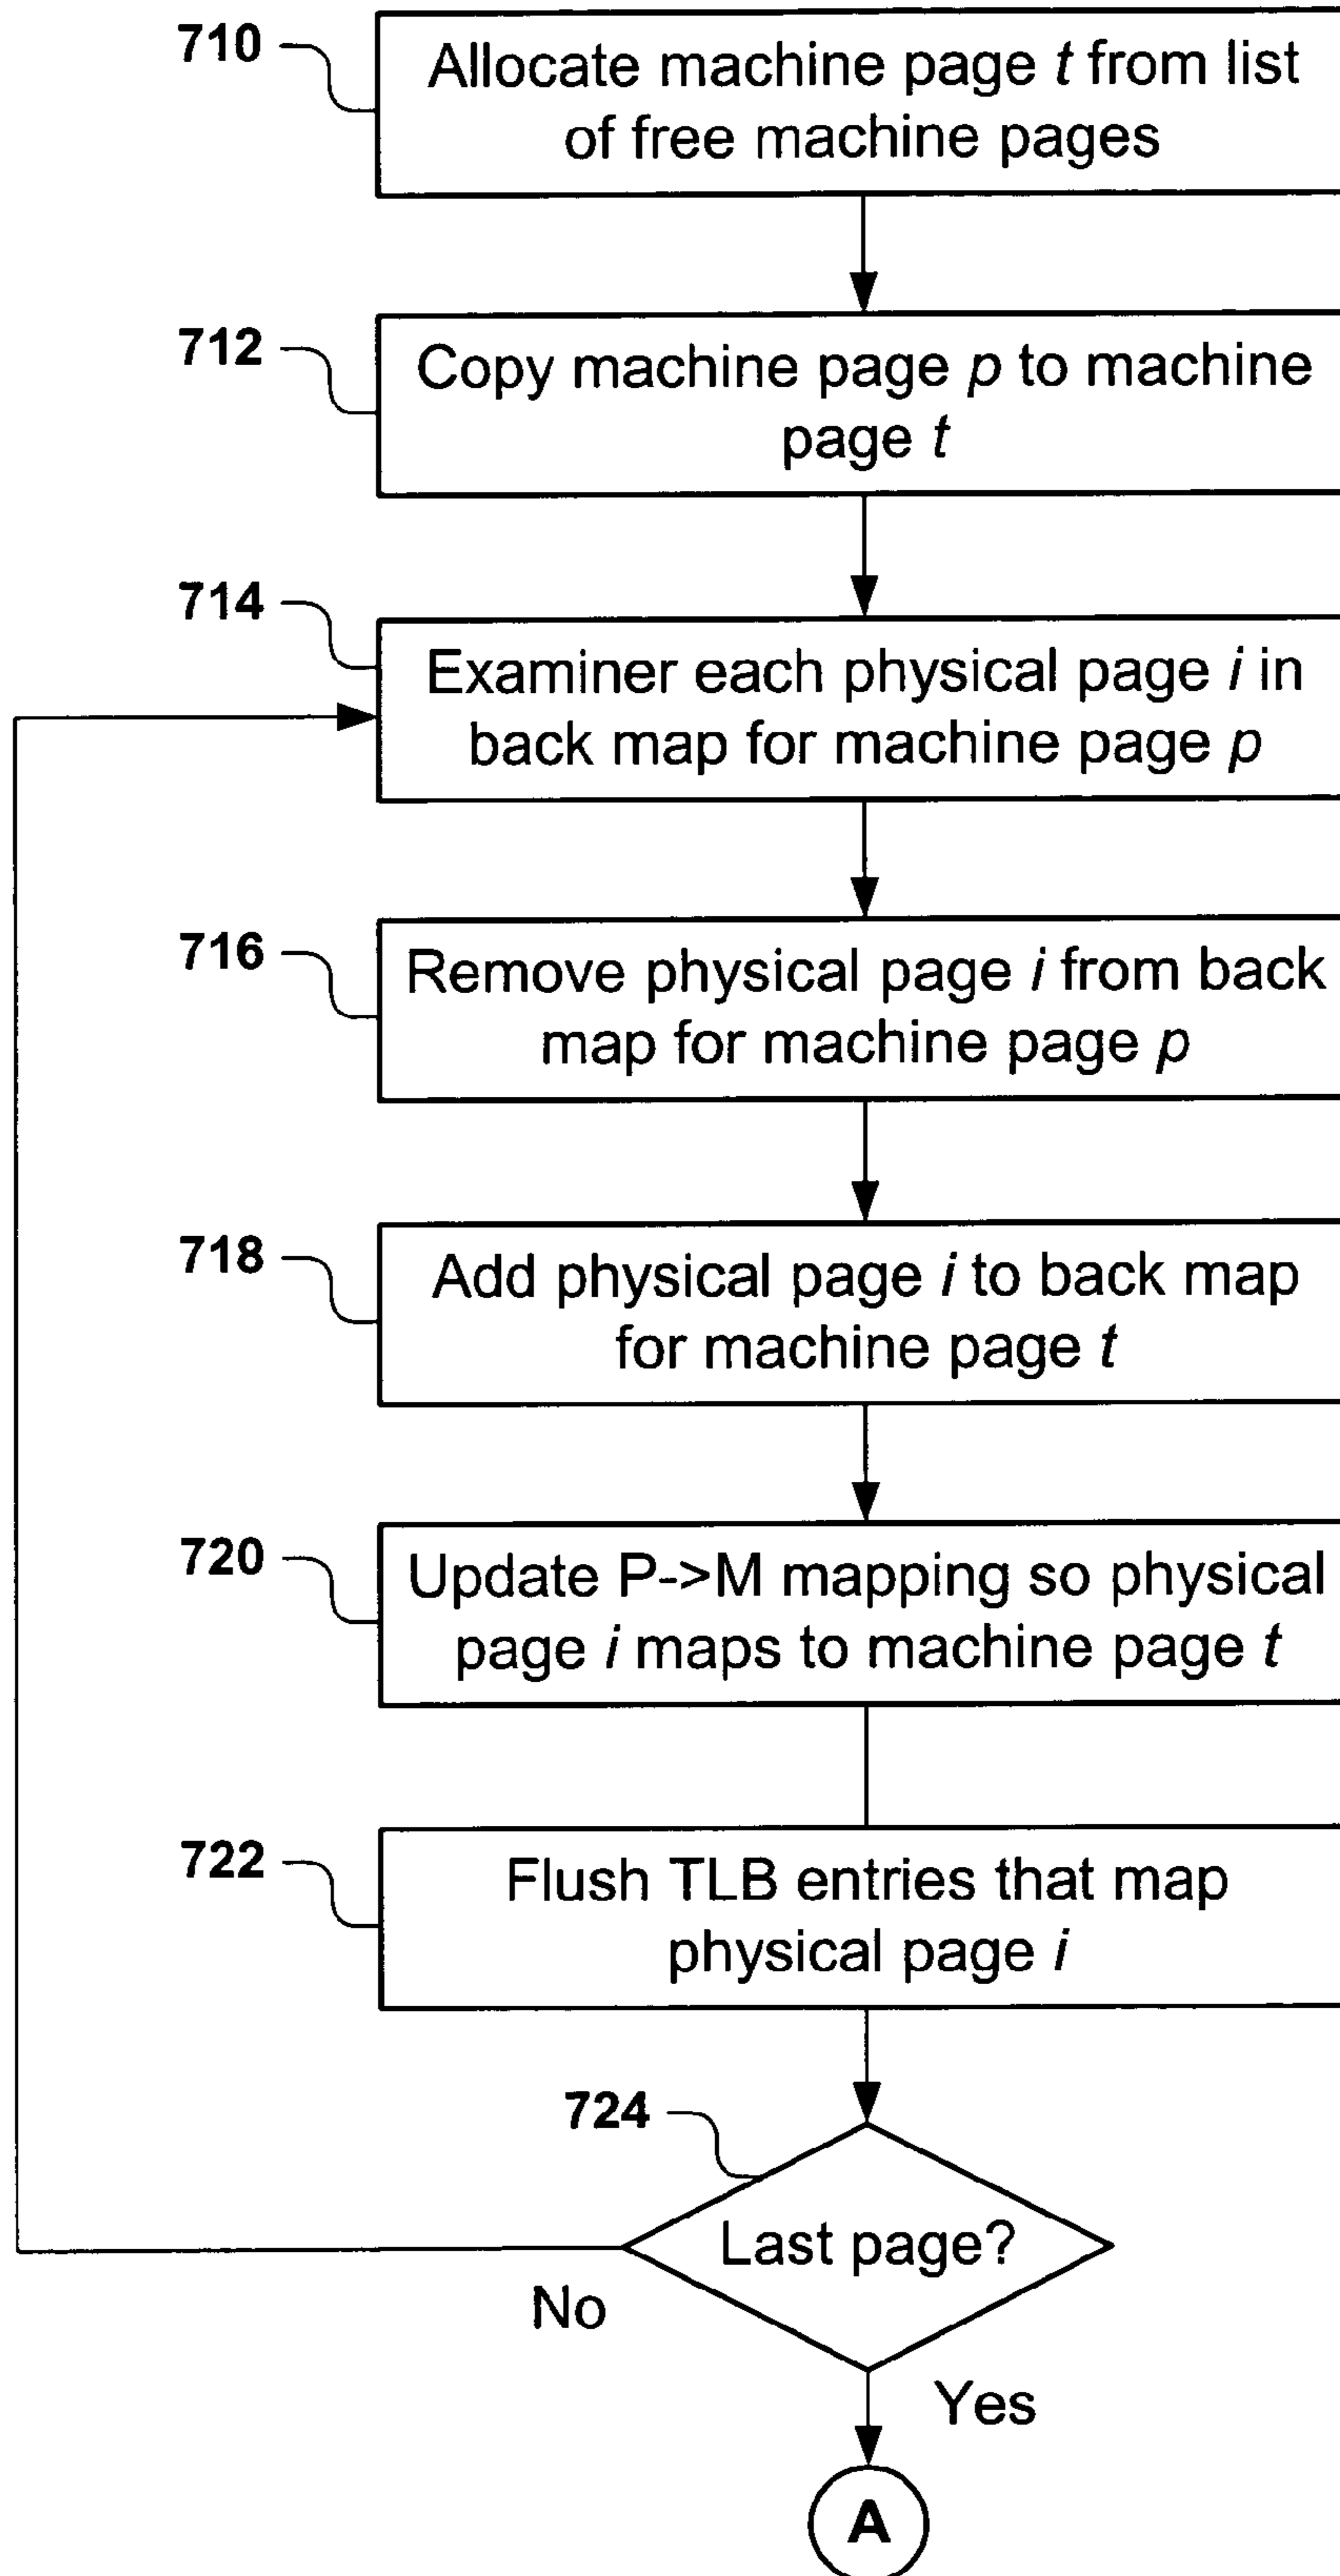 710
Allocate machine page t from list
of free machine pages
712
Copy machine page p to machine
page t
714
Examiner each physical page i in
back map for machine page p
716
Remove physical page i from back
map for machine page p
718
Add physical page i to back map
for machine page t
720
Update P->M mapping so physical
page i maps to machine page t
722
Flush TLB entries that map
physical page i
724
Last page?
No
Yes
A